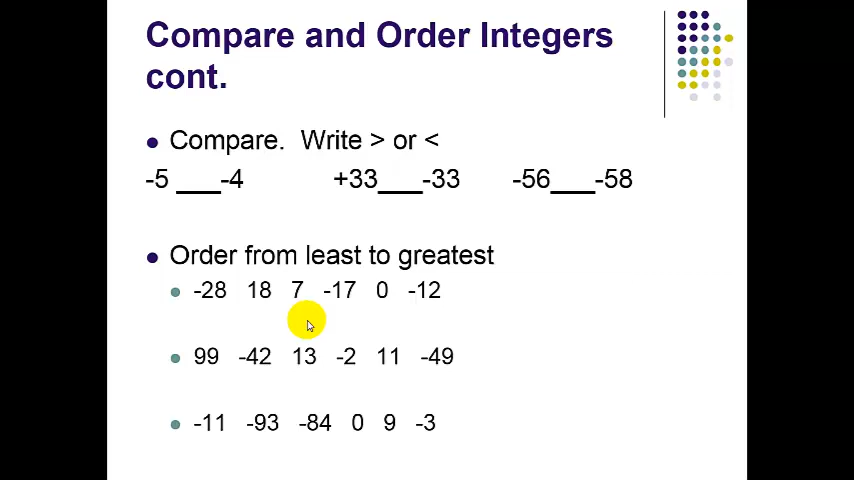 Compare and Order Integers
cont.
Compare. Write > or <
-5 ___-4 +33___-33 -56___-58
Order from least to greatest
-28 18 7 -17 0 -12
99 -42 13 -2 11 -49
-11 -93 -84 0 9 -3